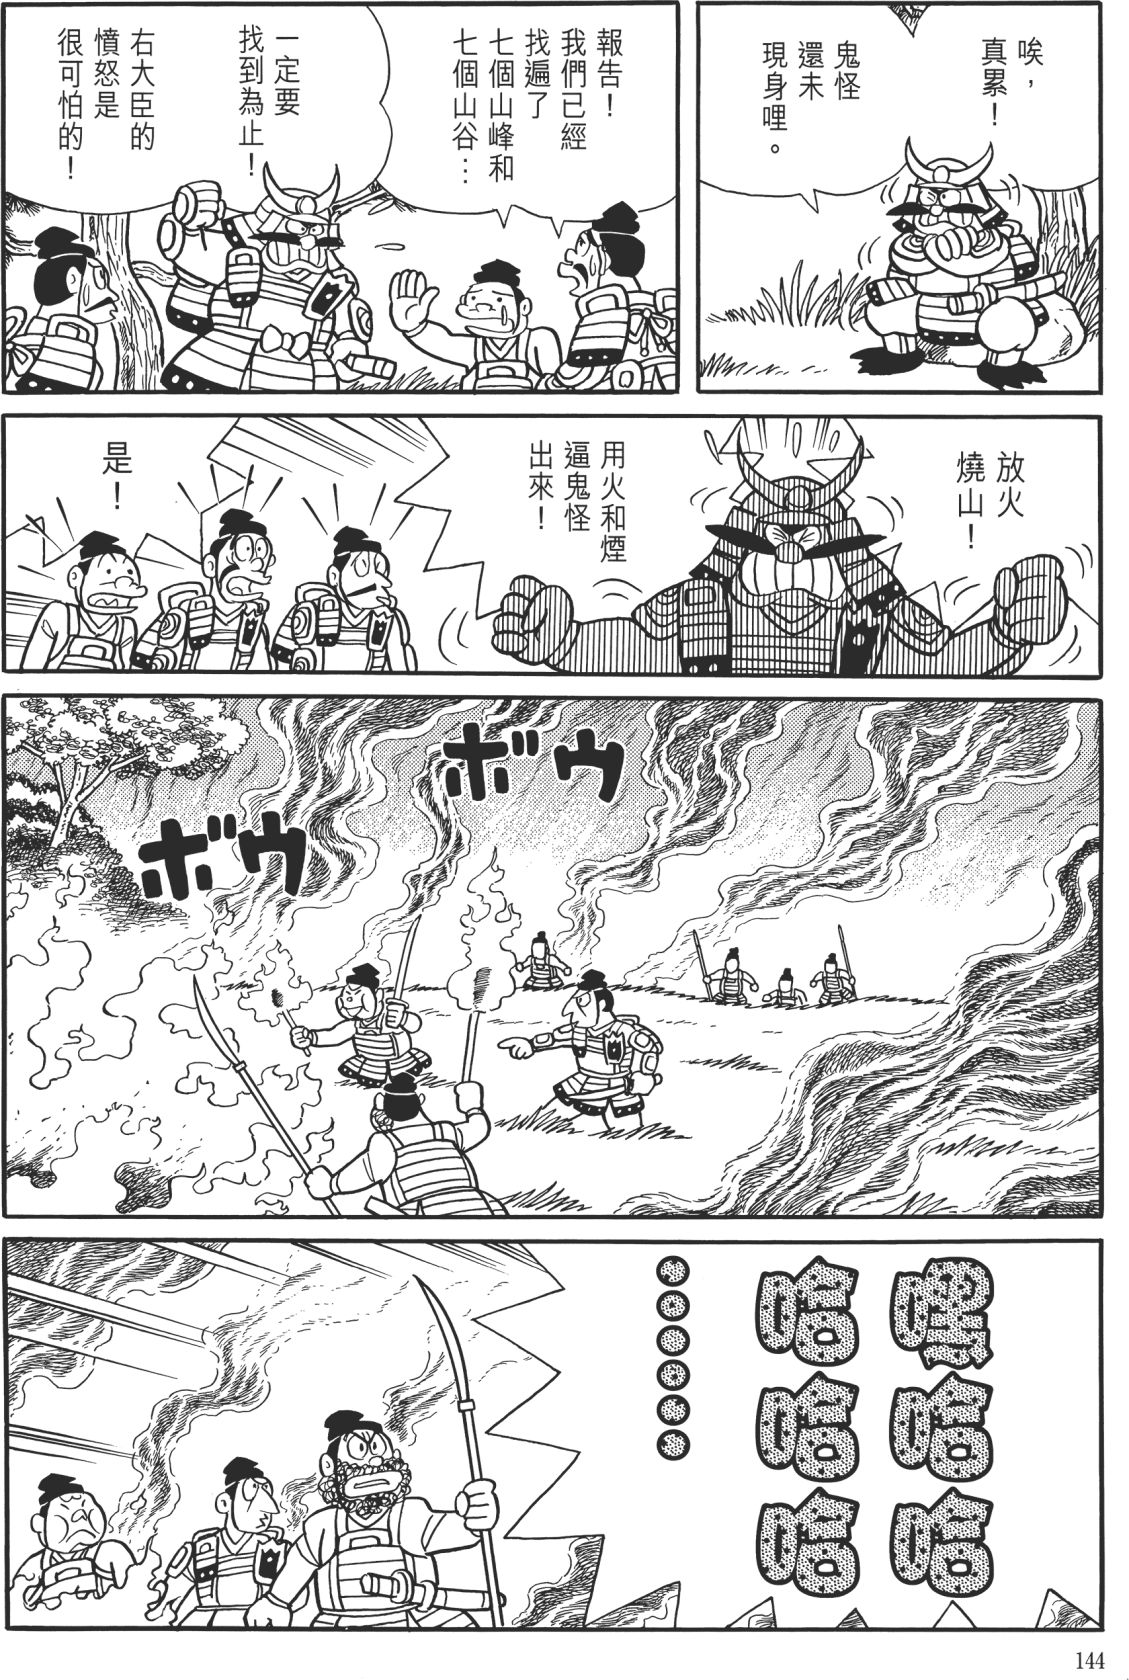 唉，
真累！
鬼怪
還未
現身哩。
報告！
我們已經
找遍了
七個山峰和
七個山谷…
一定要
找到為止！
右大臣的
憤怒是
很可怕的！
放火
燒山！
用火和煙
逼鬼怪
出來！
是！
ボウ
ボウ
嘿哈哈
哈哈哈
⋯⋯
144